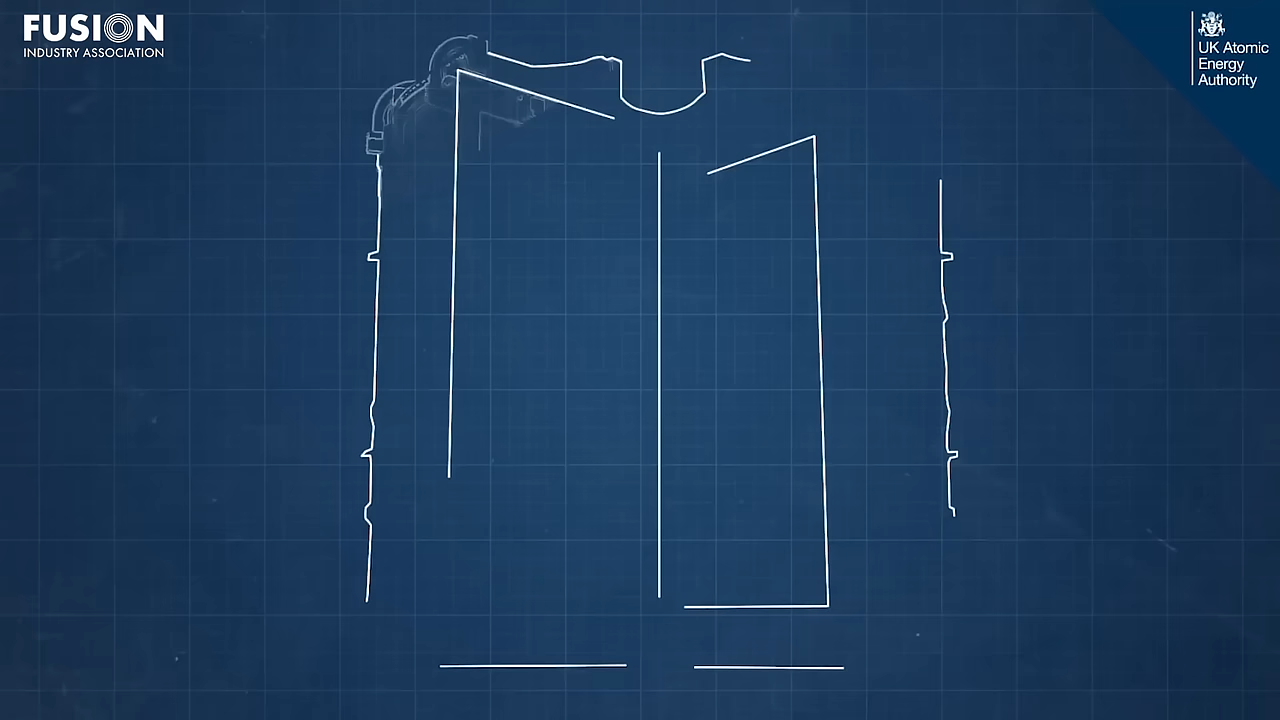 FUSION
INDUSTRY ASSOCIATION
UK Atomic
Energy
Authority